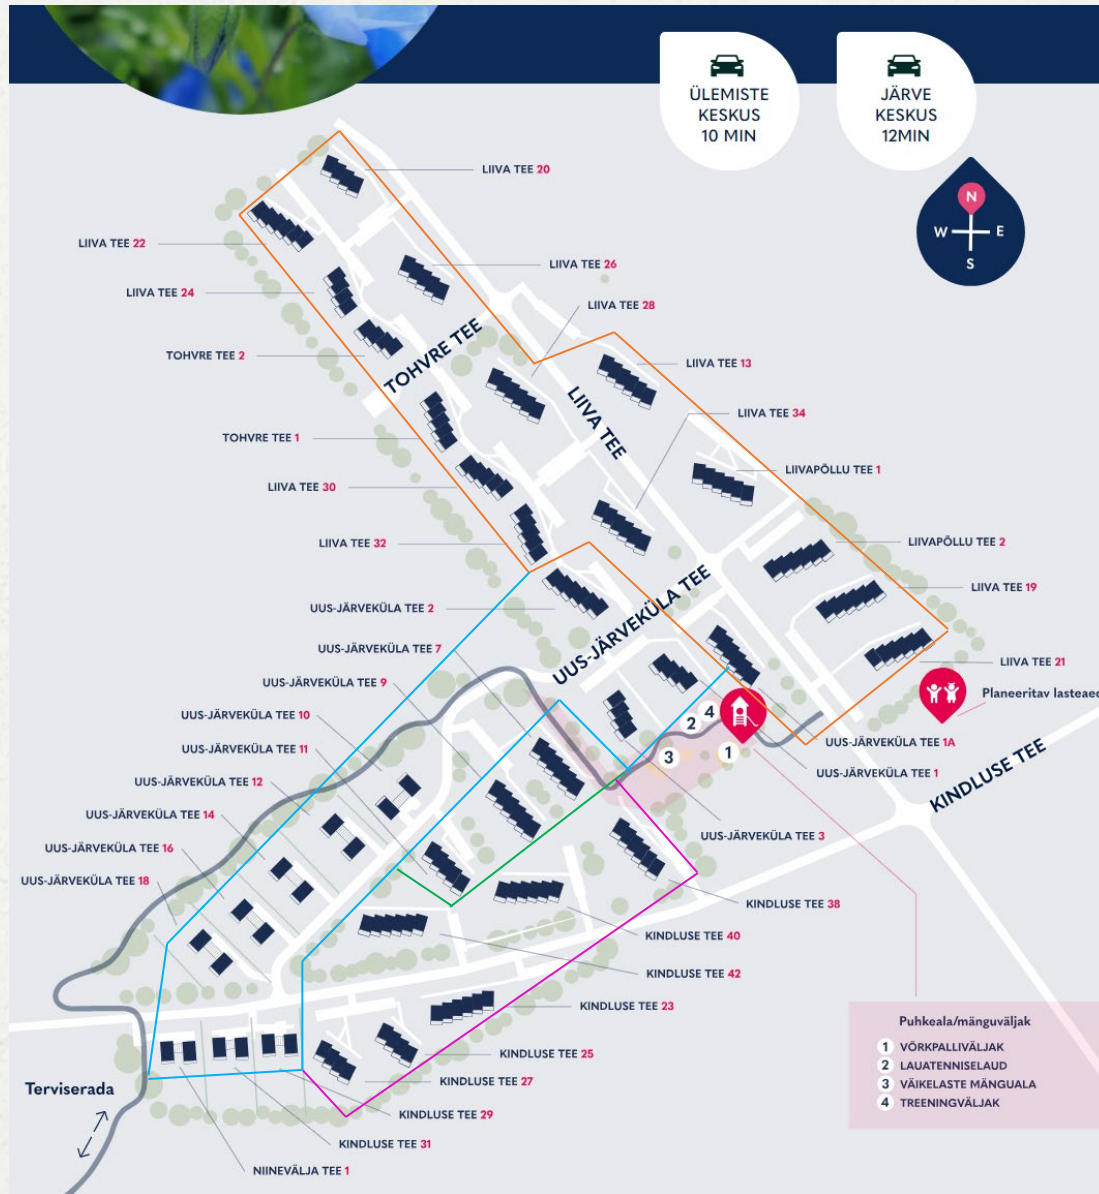 ÜLEMISTE
KESKUS
10 MIN
JÄRVE
KESKUS
12MIN
N
W
E
S
LIIVA TEE 20
LIIVA TEE 22
LIIVA TEE 26
LIIVA TEE 24
LIIVA TEE 28
TOHVRE TEE 2
TOHVRE TEE
LIIVA TEE 13
LIIVA TEE
LIIVA TEE 34
TOHVRE TEE 1
LIIVAPÕLLU TEE 1
LIIVA TEE 30
LIIVA TEE 32
LIIVAPÕLLU TEE 2
LIIVA TEE 19
UUS-JÄRVEKÜLA TEE 2
UUS-JÄRVEKÜLA TEE
UUS-JÄRVEKÜLA TEE 7
LIIVA TEE 21
UUS-JÄRVEKÜLA TEE 9
Planeeritav lasteaed
UUS-JÄRVEKÜLA TEE 10
2
4
UUS-JÄRVEKÜLA TEE 11
3
1
UUS-JÄRVEKÜLA TEE 1A
UUS-JÄRVEKÜLA TEE 1
KINDLUSE TEE
UUS-JÄRVEKÜLA TEE 12
UUS-JÄRVEKÜLA TEE 14
UUS-JÄRVEKÜLA TEE 3
UUS-JÄRVEKÜLA TEE 16
UUS-JÄRVEKÜLA TEE 18
KINDLUSE TEE 38
KINDLUSE TEE 40
KINDLUSE TEE 42
KINDLUSE TEE 23
KINDLUSE TEE 25
KINDLUSE TEE 27
KINDLUSE TEE 29
KINDLUSE TEE 31
NIINEVÄLJA TEE 1
Terviserada
Puhkeala/mänguväljak
1 VÕRKPALLIVÄLJAK
2 LAUATENNISELAUD
3 VÄIKELASTE MÄNGUALA
4 TREENINGVÄLJAK